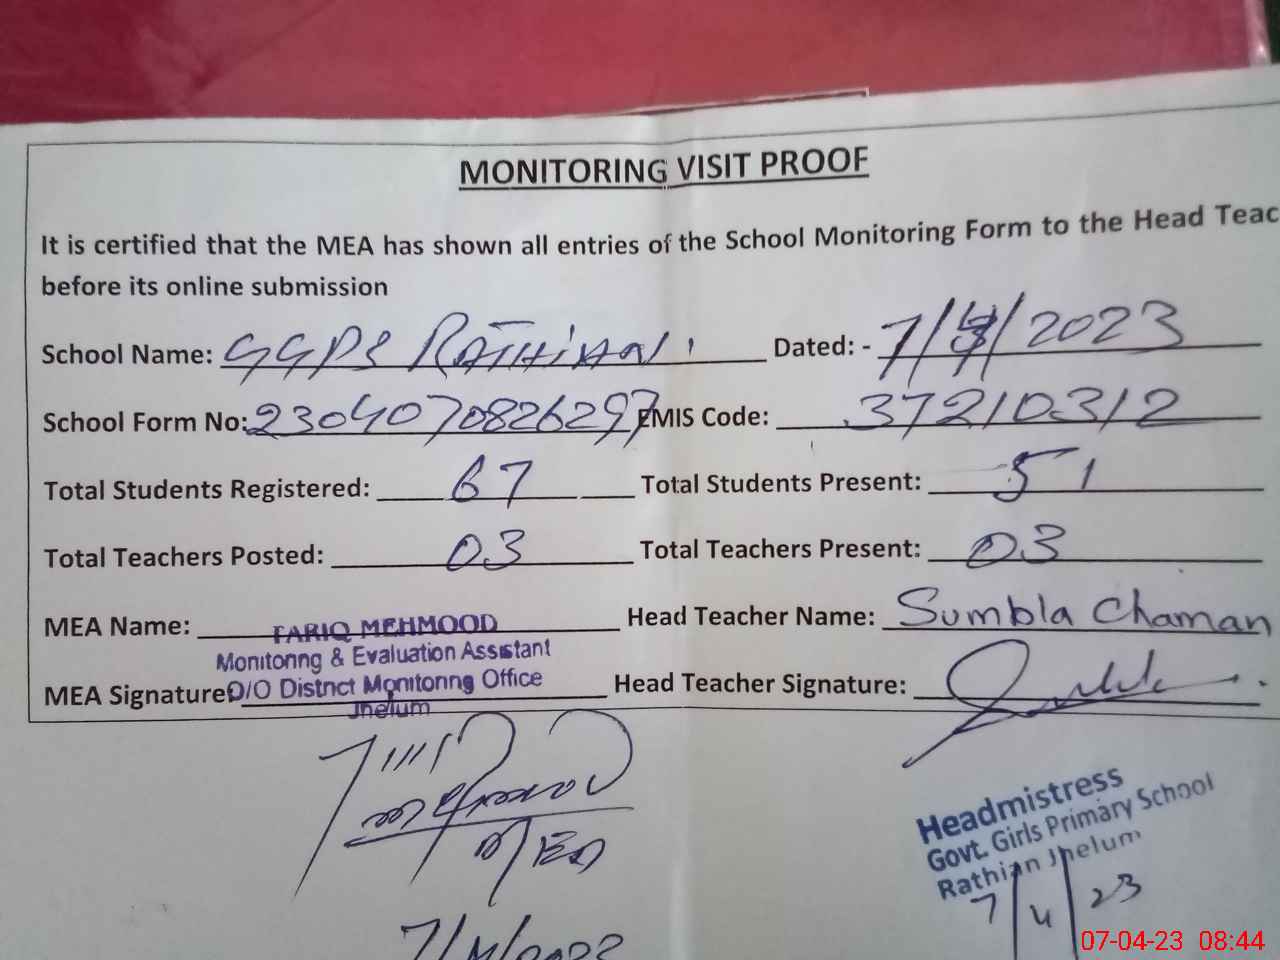 MONITORING VISIT PROOF
It is certified that the MEA has shown all entries of the School Monitoring Form to the Head Teac
before its online submission
School Name: GGPS RATHIAN Dated: - 7/4/2023
School Form No: 2304070826297 EMIS Code: 37210312
Total Students Registered: 67 Total Students Present: 51
Total Teachers Posted: 03 Total Teachers Present: 03
MEA Name: TARIQ MEHMOOD Head Teacher Name: Sumbla Chaman
Monitoring & Evaluation Assistant
MEA Signature: O/O District Monitoring Office Head Teacher Signature:
Jhelum
MEA
Headmistress
Govt. Girls Primary School
Rathian Jhelum
7/4/23
07-04-23 08:44